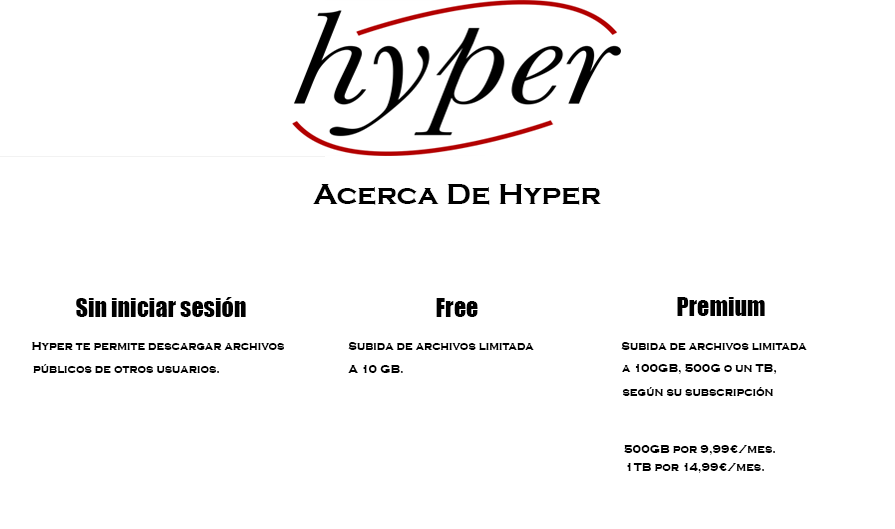 hyper
Acerca De Hyper
Sin iniciar sesión
Hyper te permite descargar archivos
públicos de otros usuarios.
Free
Subida de archivos limitada
a 10 GB.
Premium
Subida de archivos limitada
a 100GB, 500G o un TB,
según su subscripción
500GB por 9,99€/mes.
1TB por 14,99€/mes.